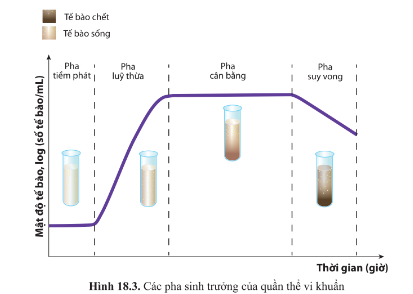 Tế bào chết
Tế bào sống
Pha
tiềm phát
Pha
luỹ thừa
Pha
cân bằng
Pha
suy vong
Mật độ tế bào, log (số tế bào/mL)
Thời gian (giờ)
Hình 18.3. Các pha sinh trưởng của quần thể vi khuẩn